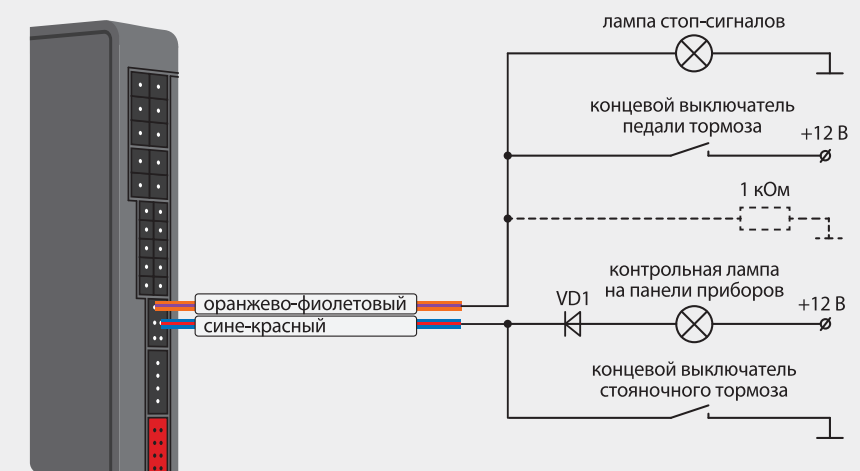 лампа стоп-сигналов
концевой выключатель
педали тормоза
+12 В
1 кОм
контрольная лампа
на панели приборов
VD1
+12 В
оранжево-фиолетовый
сине-красный
концевой выключатель
стояночного тормоза